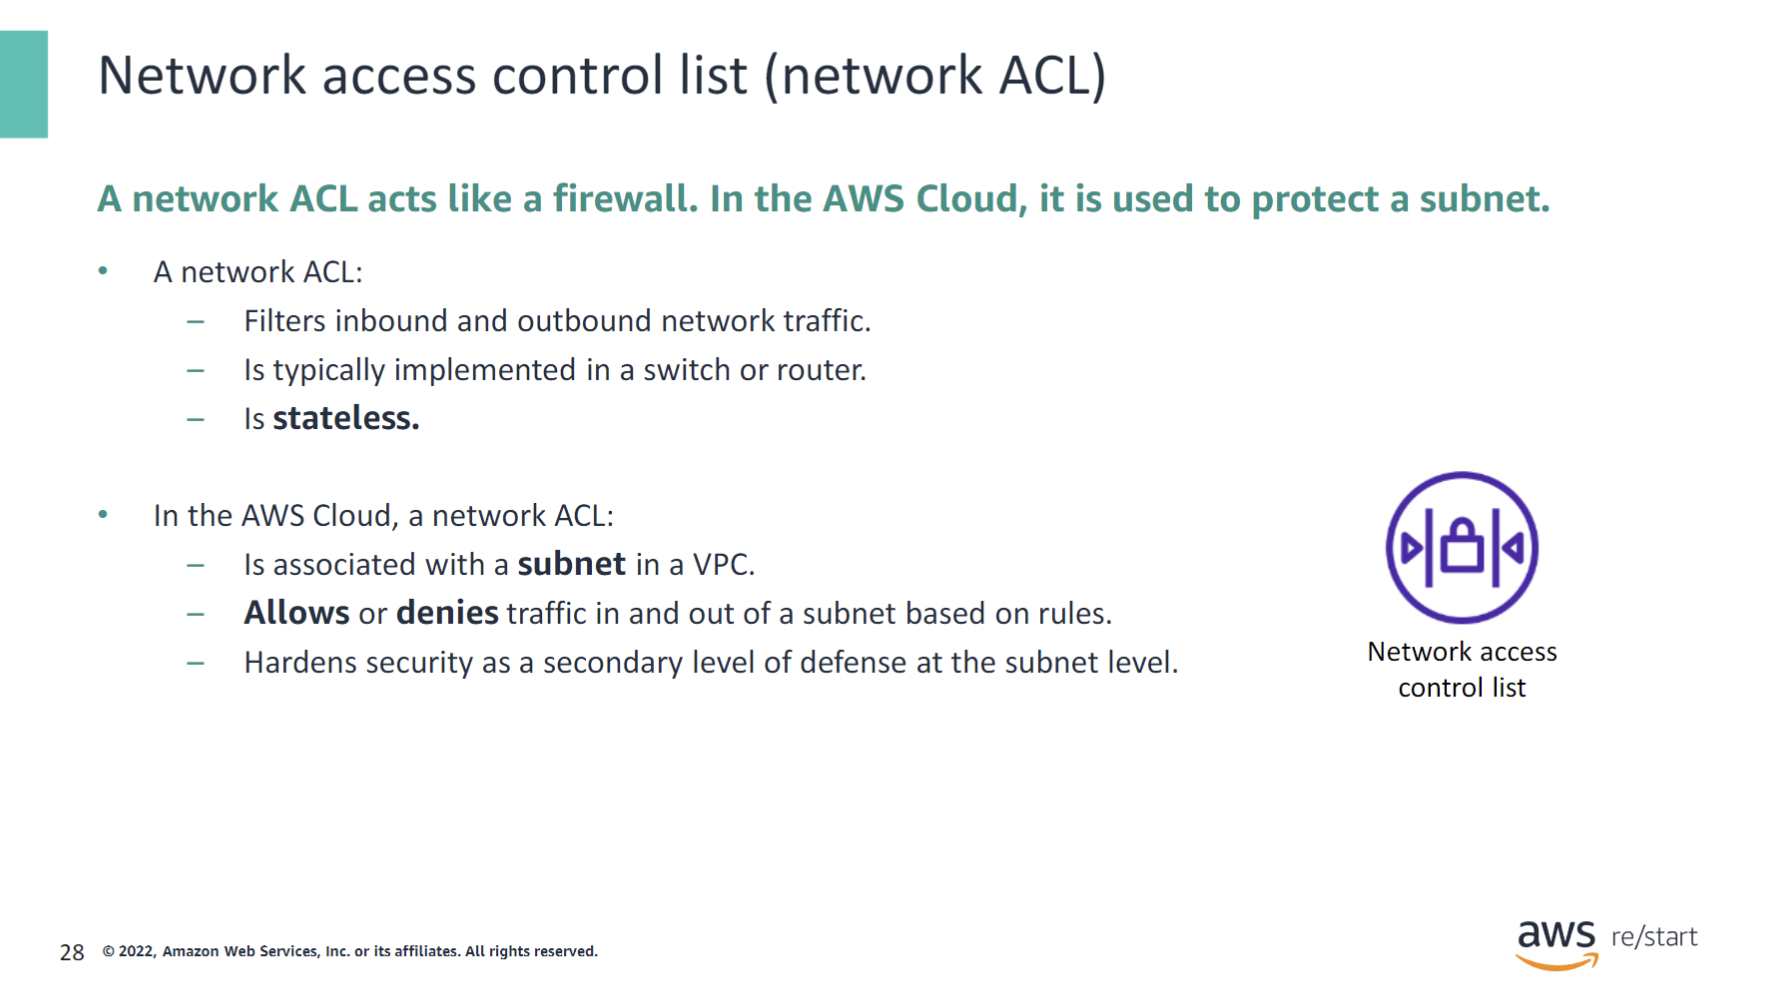 Network access control list (network ACL)
A network ACL acts like a firewall. In the AWS Cloud, it is used to protect a subnet.
• A network ACL:
– Filters inbound and outbound network traffic.
– Is typically implemented in a switch or router.
– Is stateless.
• In the AWS Cloud, a network ACL:
– Is associated with a subnet in a VPC.
– Allows or denies traffic in and out of a subnet based on rules.
– Hardens security as a secondary level of defense at the subnet level.
Network access
control list
28 © 2022, Amazon Web Services, Inc. or its affiliates. All rights reserved.
aws re/start